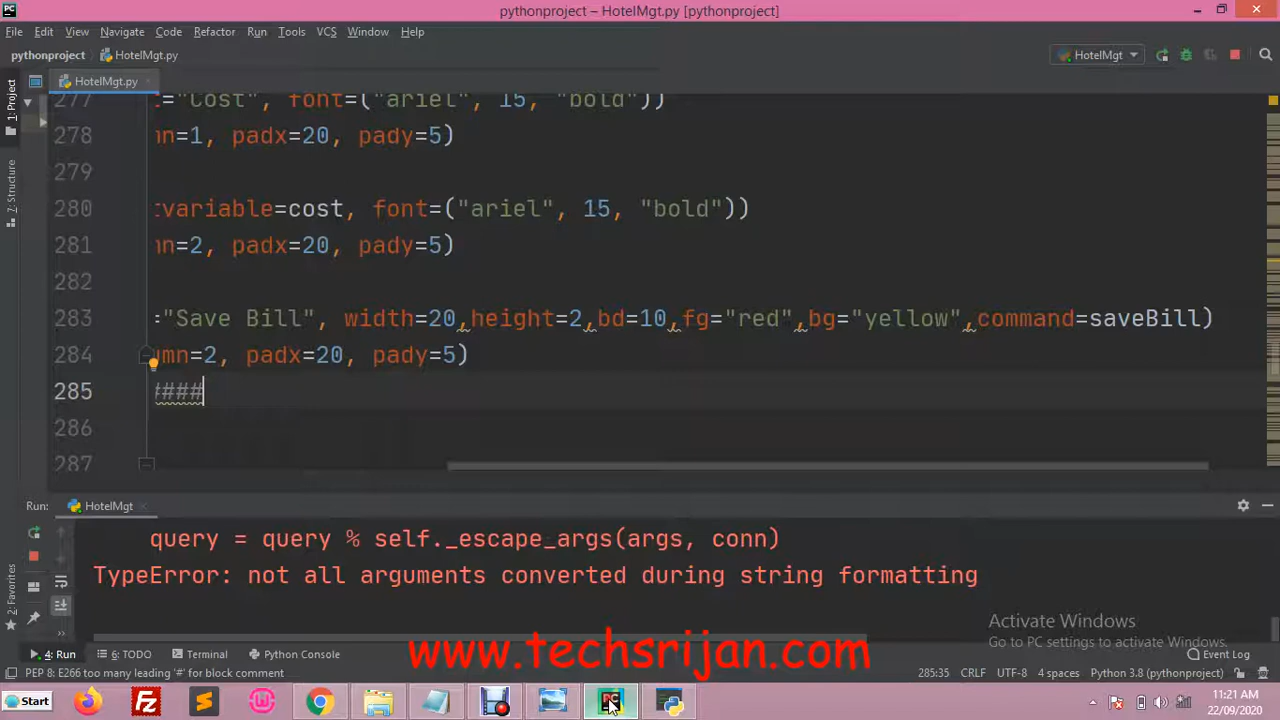 pythonproject – HotelMgt.py [pythonproject]
File Edit View Navigate Code Refactor Run Tools VCS Window Help
pythonproject HotelMgt.py
HotelMgt
1: Project
HotelMgt.py
7: Structure
277 t="Cost", font=("ariel", 15, "bold"))
278 mn=1, padx=20, pady=5)
279
280 tvariable=cost, font=("ariel", 15, "bold"))
281 mn=2, padx=20, pady=5)
282
283 ="Save Bill", width=20,height=2,bd=10,fg="red",bg="yellow",command=saveBill)
284 umn=2, padx=20, pady=5)
285 ####
286
287
Run: HotelMgt
query = query % self._escape_args(args, conn)
TypeError: not all arguments converted during string formatting
2: Favorites
Activate Windows
Go to PC settings to activate Windows.
4: Run 6: TODO Terminal Python Console Event Log
www.techsrijan.com
PEP 8: E266 too many leading '#' for block comment 285:35 CRLF UTF-8 4 spaces Python 3.8 (pythonproject)
Start
11:21 AM
22/09/2020